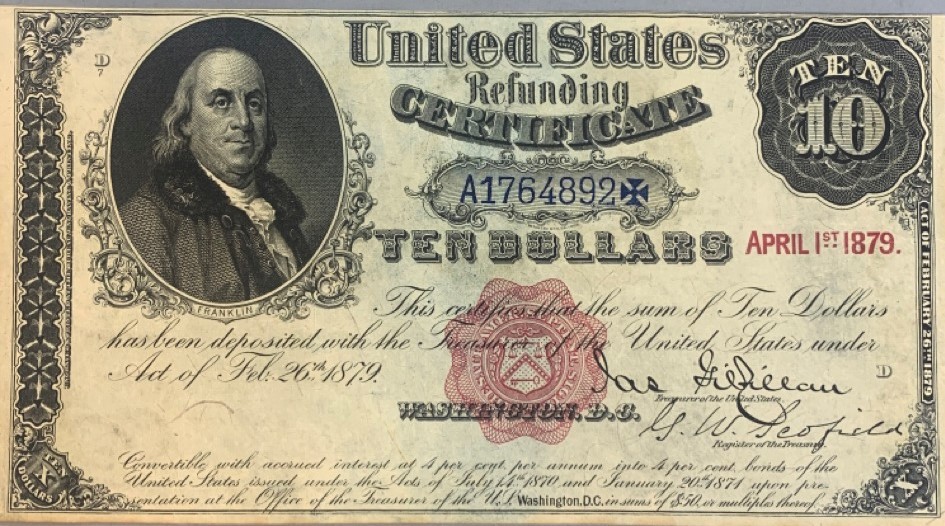 United States
Refunding
CERTIFICATE
TEN
10
D
7
A1764892✠
TEN DOLLARS
APRIL 1ST 1879.
FRANKLIN
ACT OF FEBRUARY 26TH 1879
This certifies that the sum of Ten Dollars
has been deposited with the Treasurer of the United States under
Act of Feb: 26th 1879.
Jas Gilfillan
D
Treasurer of the United States.
WASHINGTON, D.C.
G. W. Scofield
Register of the Treasury.
Convertible with accrued interest at 4 per cent. per annum into 4 per cent. bonds of the
United States issued under the Acts of July 14th 1870 and January 20th 1871 upon pre-
sentation at the Office of the Treasurer of the U.S. Washington, D.C. in sums of $50, or multiples thereof.
TEN
X
DOLLARS
X